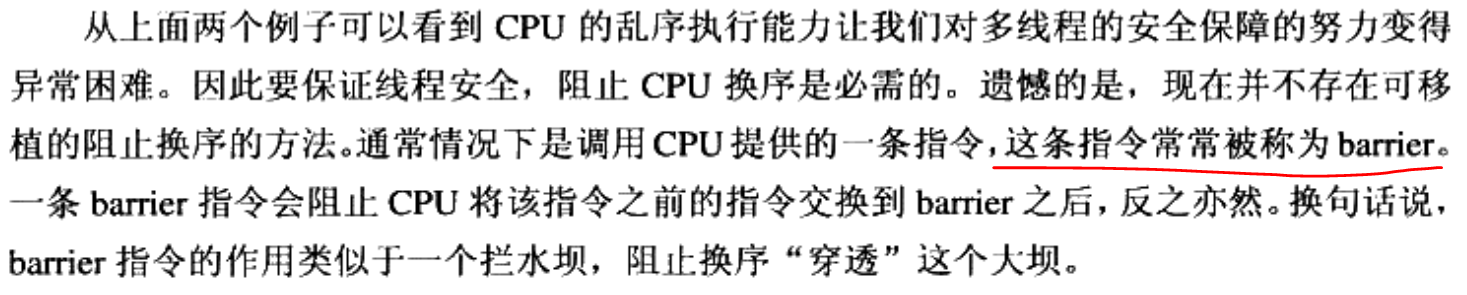 从上面两个例子可以看到 CPU 的乱序执行能力让我们对多线程的安全保障的努力变得
异常困难。因此要保证线程安全，阻止 CPU 换序是必需的。遗憾的是，现在并不存在可移
植的阻止换序的方法。通常情况下是调用 CPU 提供的一条指令，这条指令常常被称为 barrier。
一条 barrier 指令会阻止 CPU 将该指令之前的指令交换到 barrier 之后，反之亦然。换句话说，
barrier 指令的作用类似于一个拦水坝，阻止换序“穿透”这个大坝。